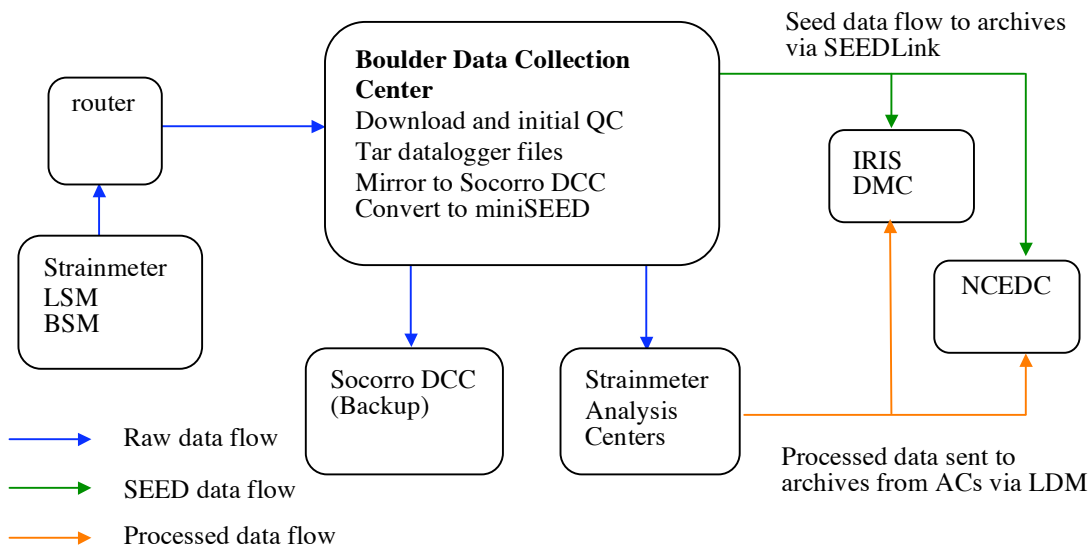 Seed data flow to archives
via SEEDLink
Boulder Data Collection
Center
Download and initial QC
Tar datalogger files
Mirror to Socorro DCC
Convert to miniSEED
router
IRIS
DMC
Strainmeter
LSM
BSM
NCEDC
Socorro DCC
(Backup)
Strainmeter
Analysis
Centers
Raw data flow
SEED data flow
Processed data flow
Processed data sent to
archives from ACs via LDM